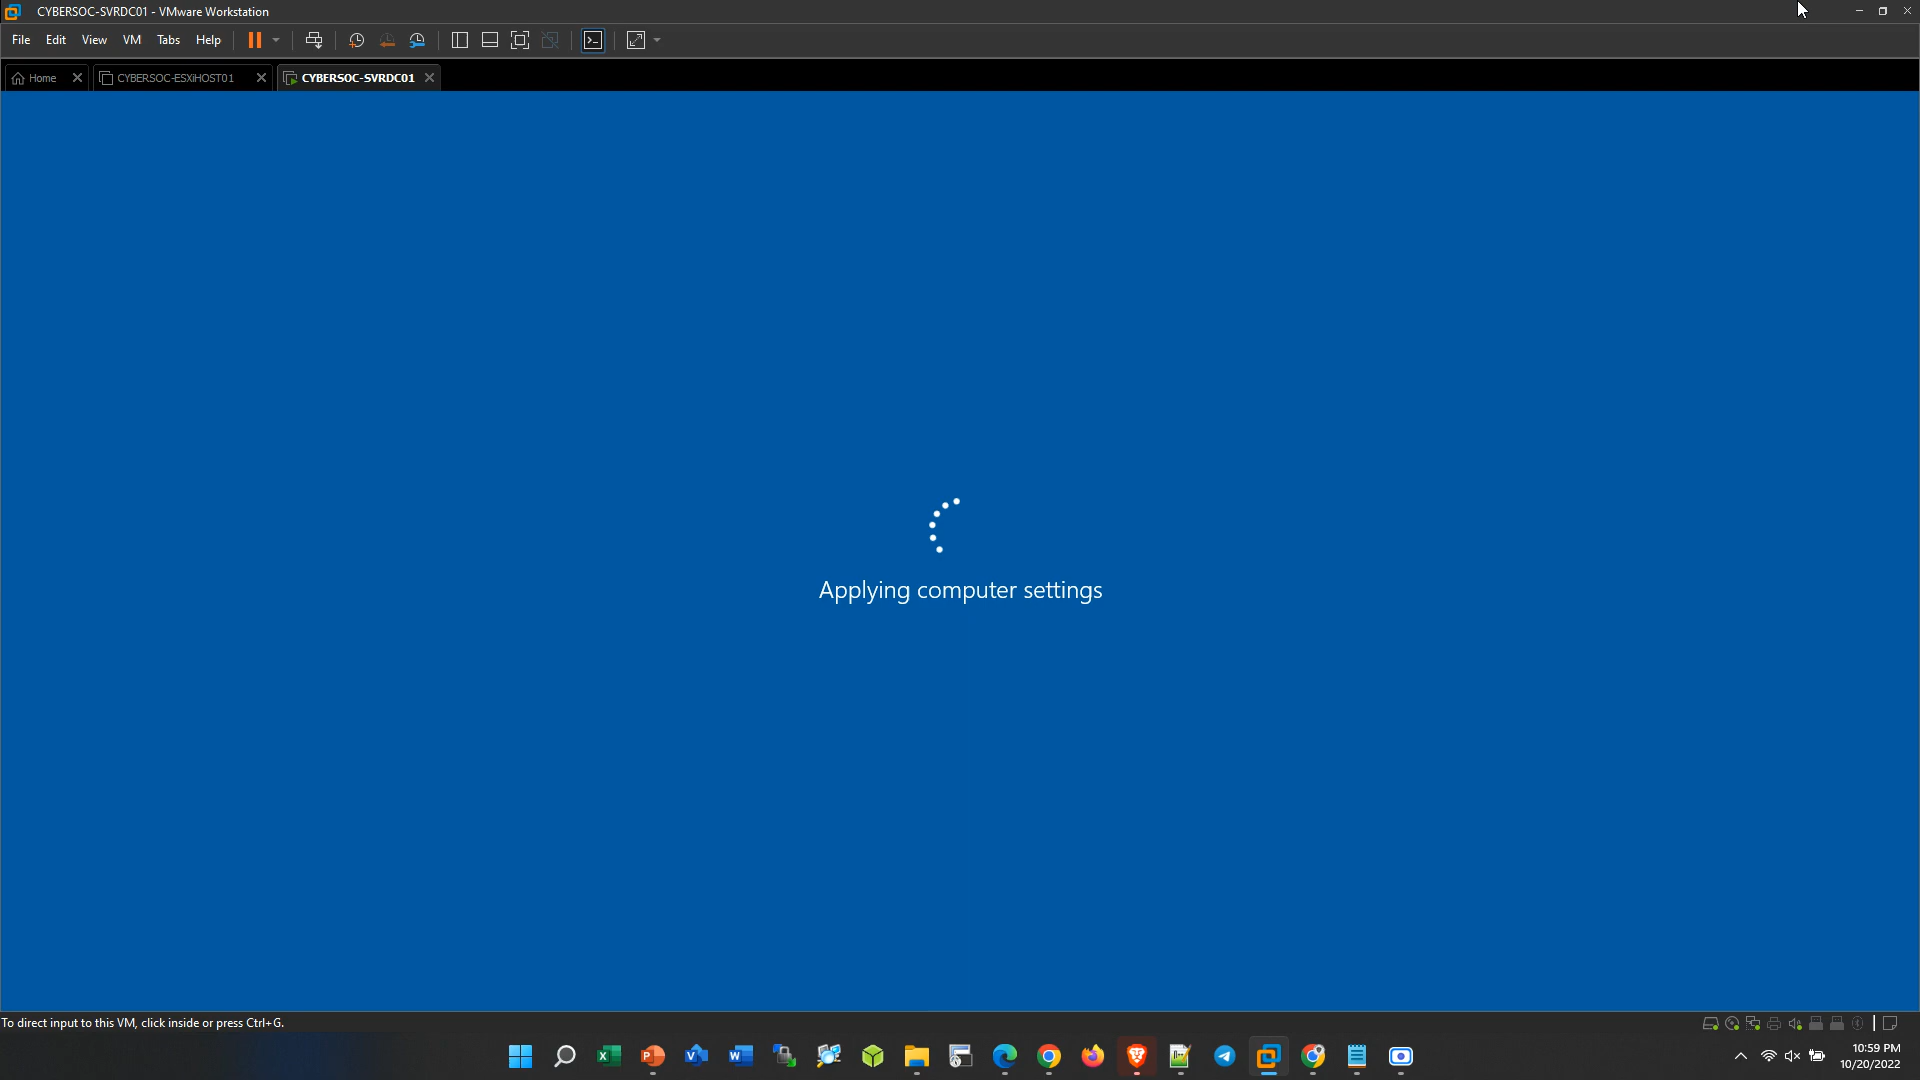 CYBERSOC-SVRDC01 - VMware Workstation
File Edit View VM Tabs Help
Home CYBERSOC-ESXiHOST01 CYBERSOC-SVRDC01
Applying computer settings
To direct input to this VM, click inside or press Ctrl+G.
10:59 PM
10/20/2022